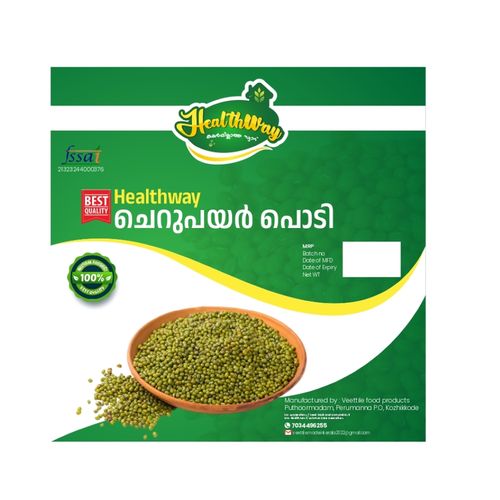 HealthWay
fssai
21323244000376
BEST
QUALITY
Healthway
ചെറുപയർ പൊടി
MRP
Batch no
Date of MFD
Date of Expiry
Net WT
100%
Manufactured by : Veettile food products
Puthoormadam, Perumanna P.O, Kozhikkode
7034496255